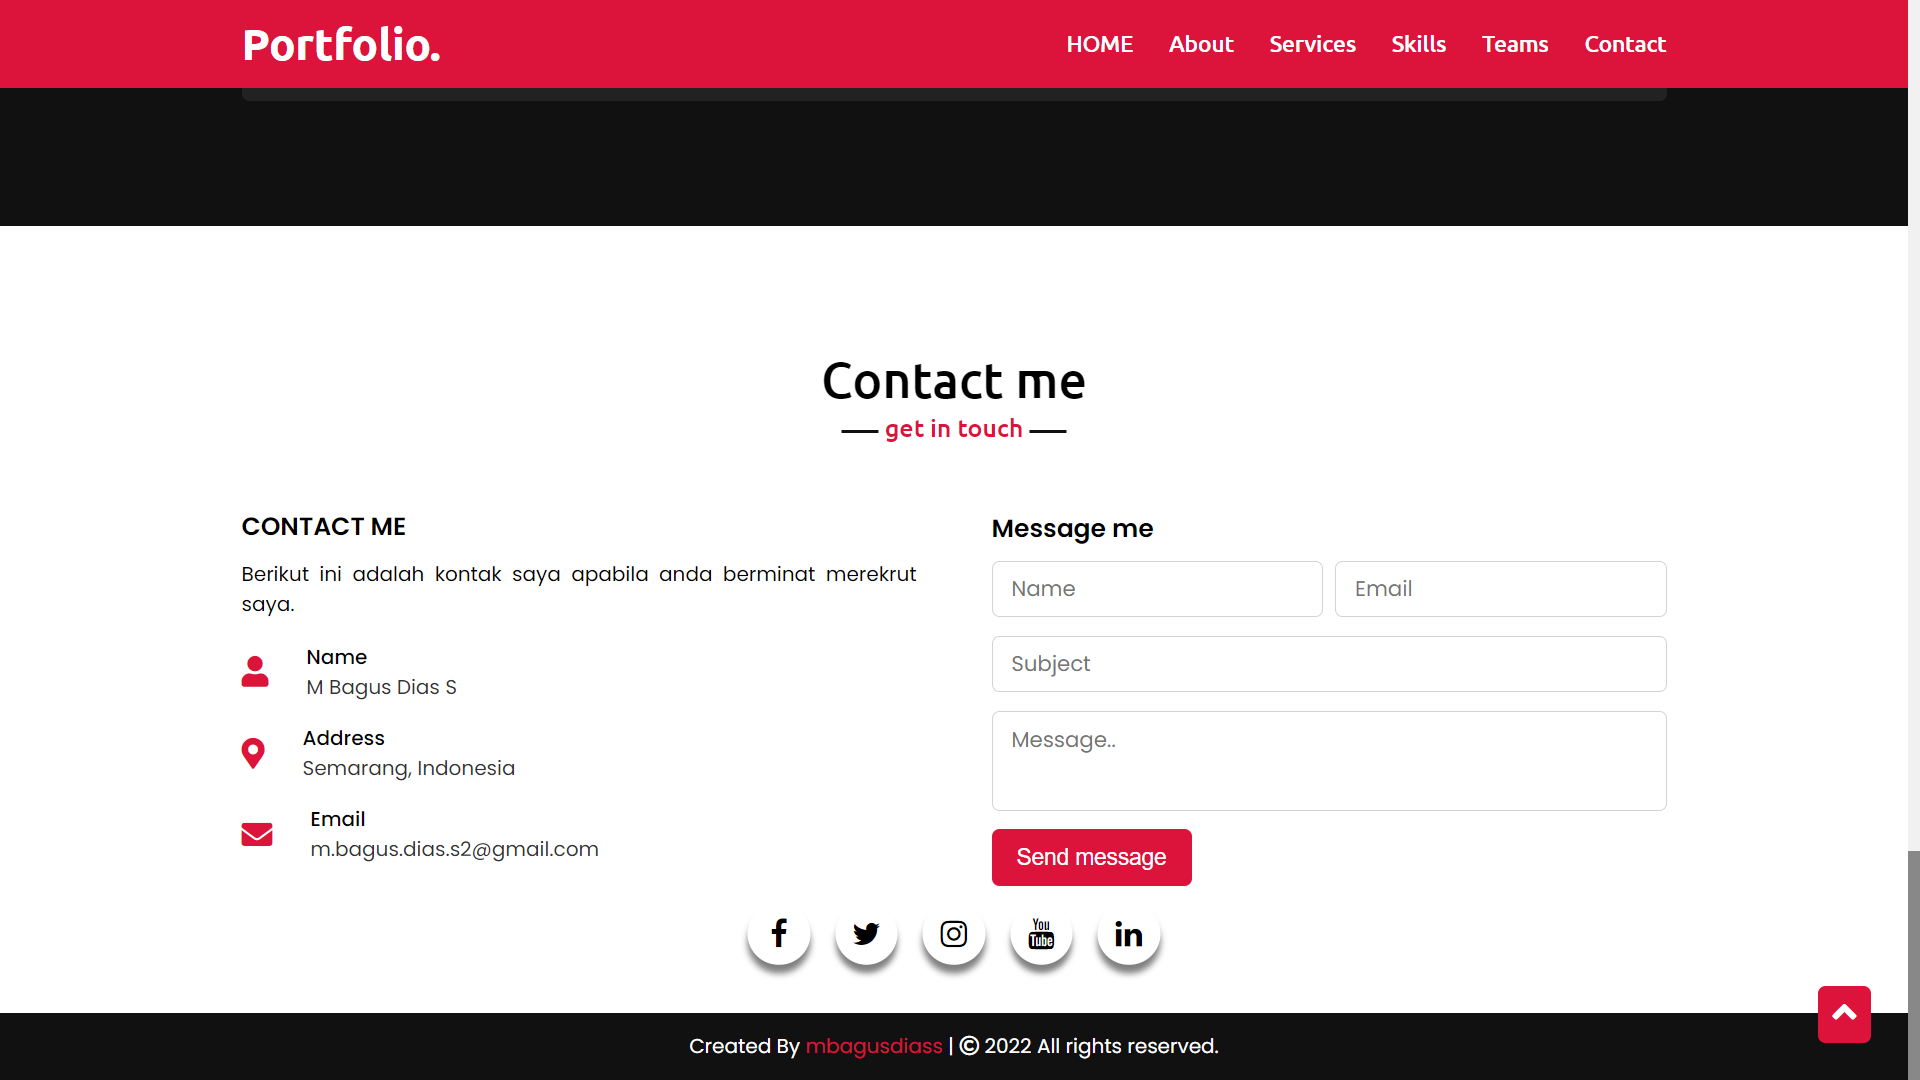 Portfolio.
HOME About Services Skills Teams Contact
Contact me
get in touch
CONTACT ME
Berikut ini adalah kontak saya apabila anda berminat merekrut
saya.
Name
M Bagus Dias S
Address
Semarang, Indonesia
Email
m.bagus.dias.s2@gmail.com
Message me
Name
Email
Subject
Message..
Send message
You
Tube
Created By mbagusdiass | © 2022 All rights reserved.